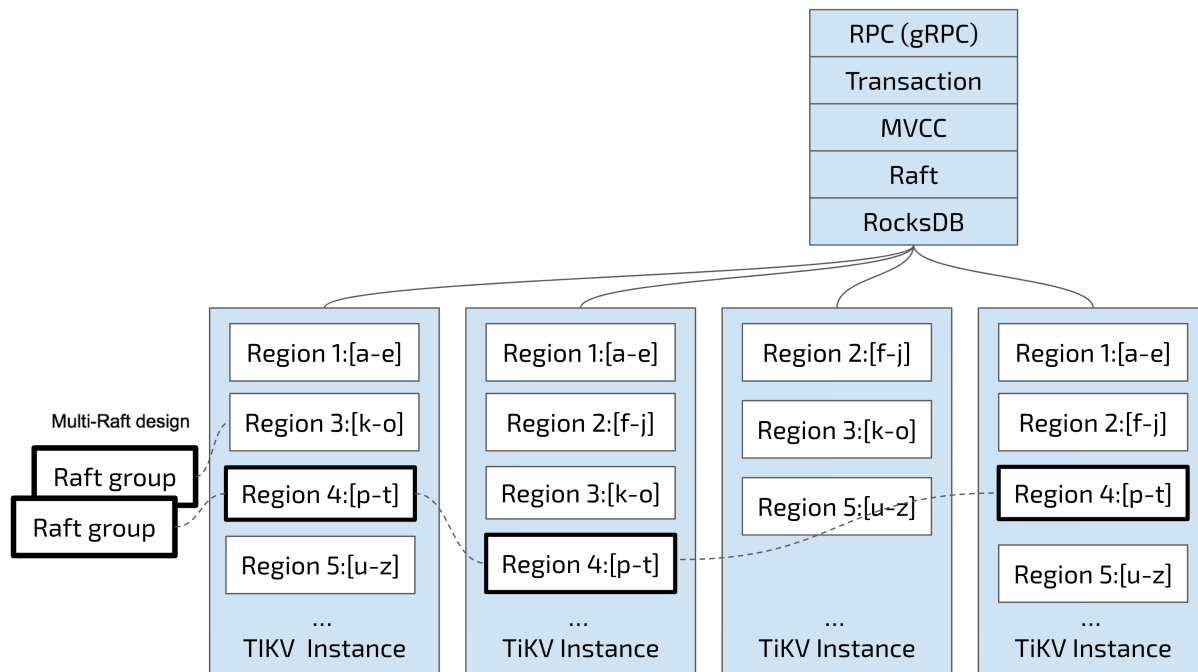 RPC (gRPC)
Transaction
MVCC
Raft
RocksDB
Multi-Raft design
Raft group
Raft group
Region 1:[a-e]
Region 3:[k-o]
Region 4:[p-t]
Region 5:[u-z]
...
TIKV Instance
Region 1:[a-e]
Region 2:[f-j]
Region 3:[k-o]
Region 4:[p-t]
...
TiKV Instance
Region 2:[f-j]
Region 3:[k-o]
Region 5:[u-z]
...
TiKV Instance
Region 1:[a-e]
Region 2:[f-j]
Region 4:[p-t]
Region 5:[u-z]
...
TiKV Instance